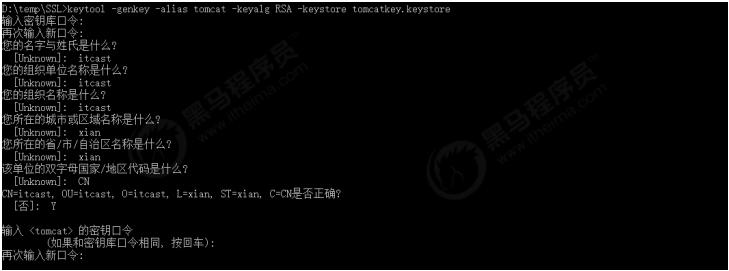 D:\temp\SSL>keytool -genkey -alias tomcat -keyalg RSA -keystore tomcatkey.keystore
输入密钥库口令:
再次输入新口令:
您的名字与姓氏是什么?
[Unknown]:  itcast
您的组织单位名称是什么?
[Unknown]:  itcast
您的组织名称是什么?
[Unknown]:  itcast
您所在的城市或区域名称是什么?
[Unknown]:  xian
您所在的省/市/自治区名称是什么?
[Unknown]:  xian
该单位的双字母国家/地区代码是什么?
[Unknown]:  CN
CN=itcast, OU=itcast, O=itcast, L=xian, ST=xian, C=CN是否正确?
[否]:  Y
输入 <tomcat> 的密钥口令
(如果和密钥库口令相同, 按回车):
再次输入新口令:
黑马程序员™
www.itheima.com
黑马程序员™
www.itheima.com